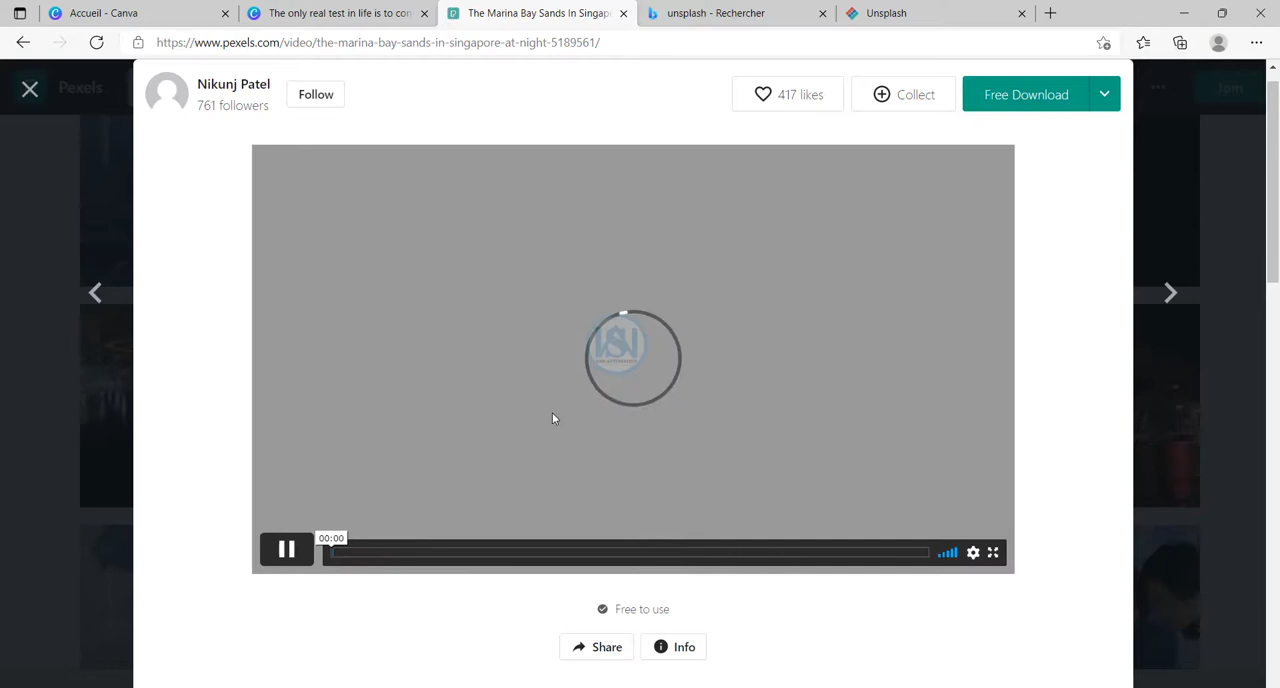 Accueil - Canva
The only real test in life is to con
The Marina Bay Sands In Singap
unsplash - Rechercher
Unsplash
https://www.pexels.com/video/the-marina-bay-sands-in-singapore-at-night-5189561/
Pexels
Nikunj Patel
761 followers
Follow
417 likes
Collect
Free Download
Join
00:00
Free to use
Share
Info